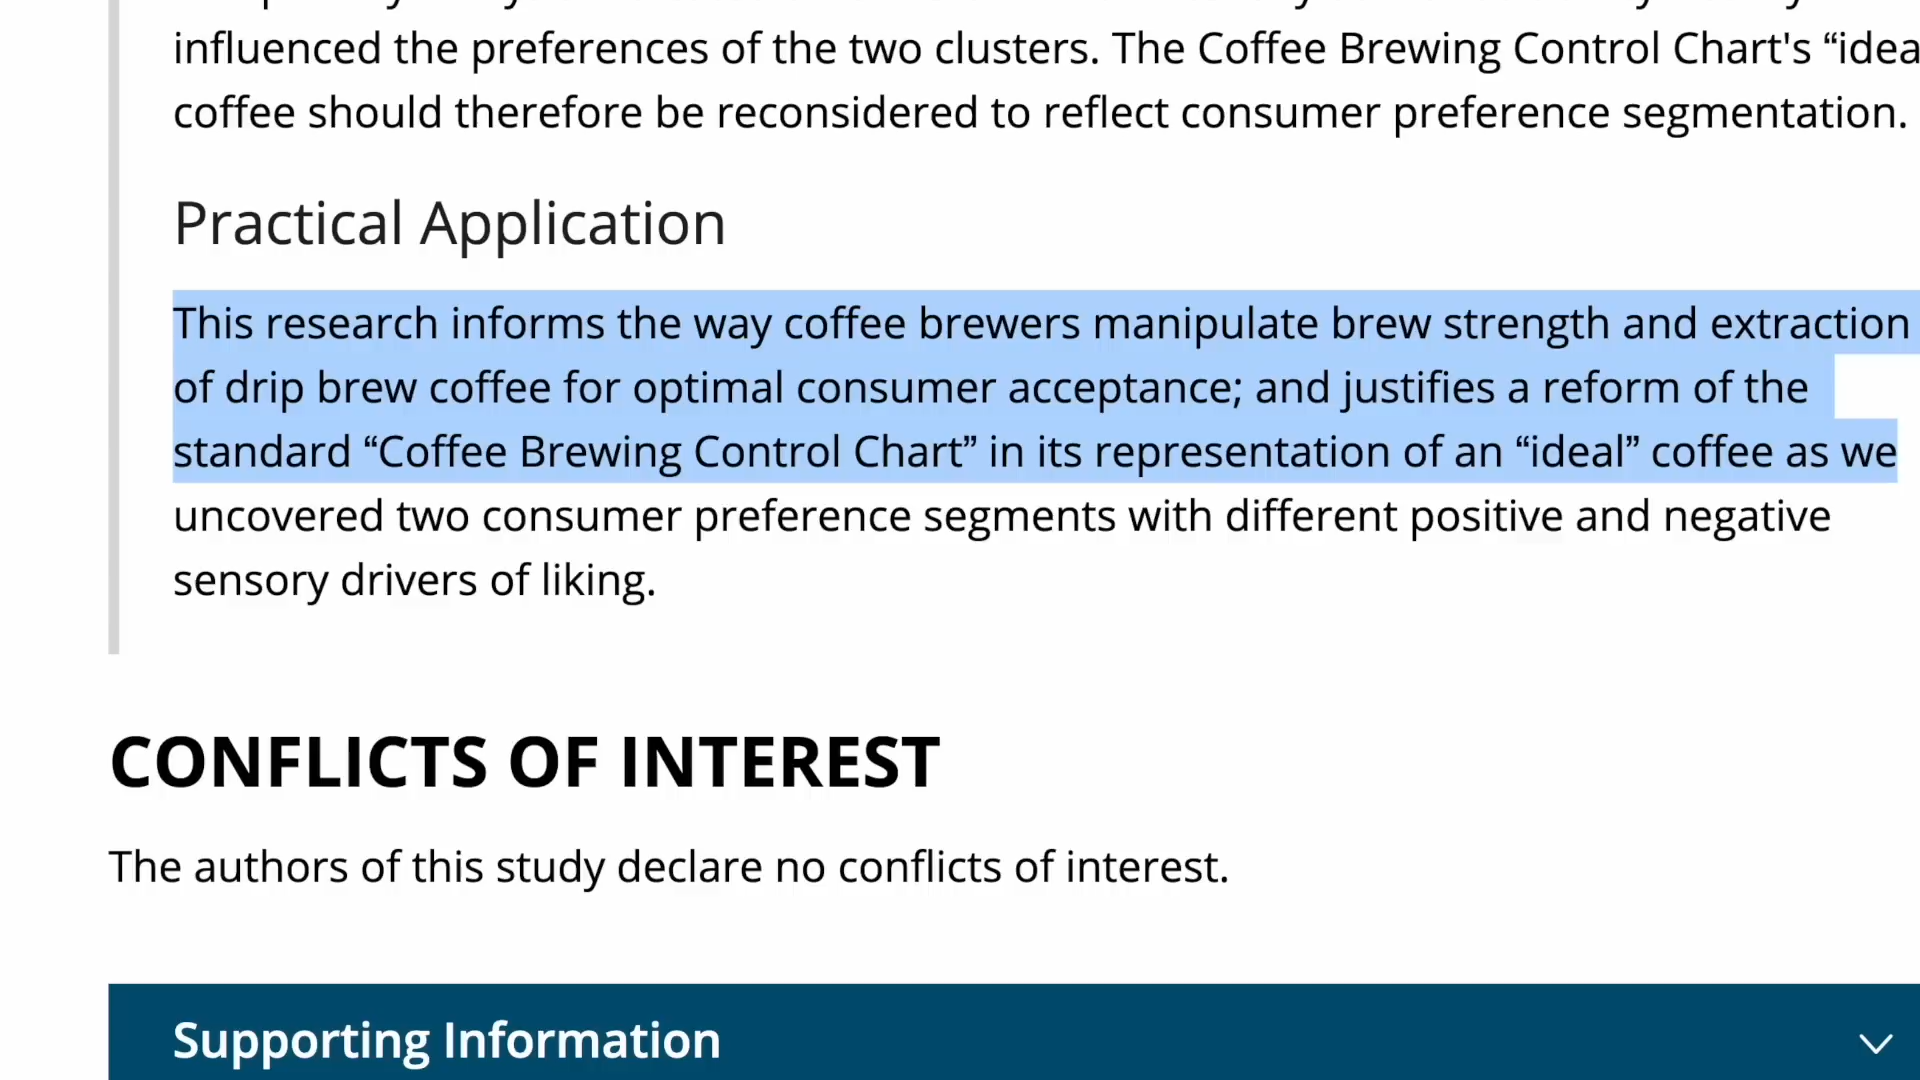 influenced the preferences of the two clusters. The Coffee Brewing Control Chart's “idea
coffee should therefore be reconsidered to reflect consumer preference segmentation.
Practical Application
This research informs the way coffee brewers manipulate brew strength and extraction
of drip brew coffee for optimal consumer acceptance; and justifies a reform of the
standard “Coffee Brewing Control Chart” in its representation of an “ideal” coffee as we
uncovered two consumer preference segments with different positive and negative
sensory drivers of liking.
CONFLICTS OF INTEREST
The authors of this study declare no conflicts of interest.
Supporting Information